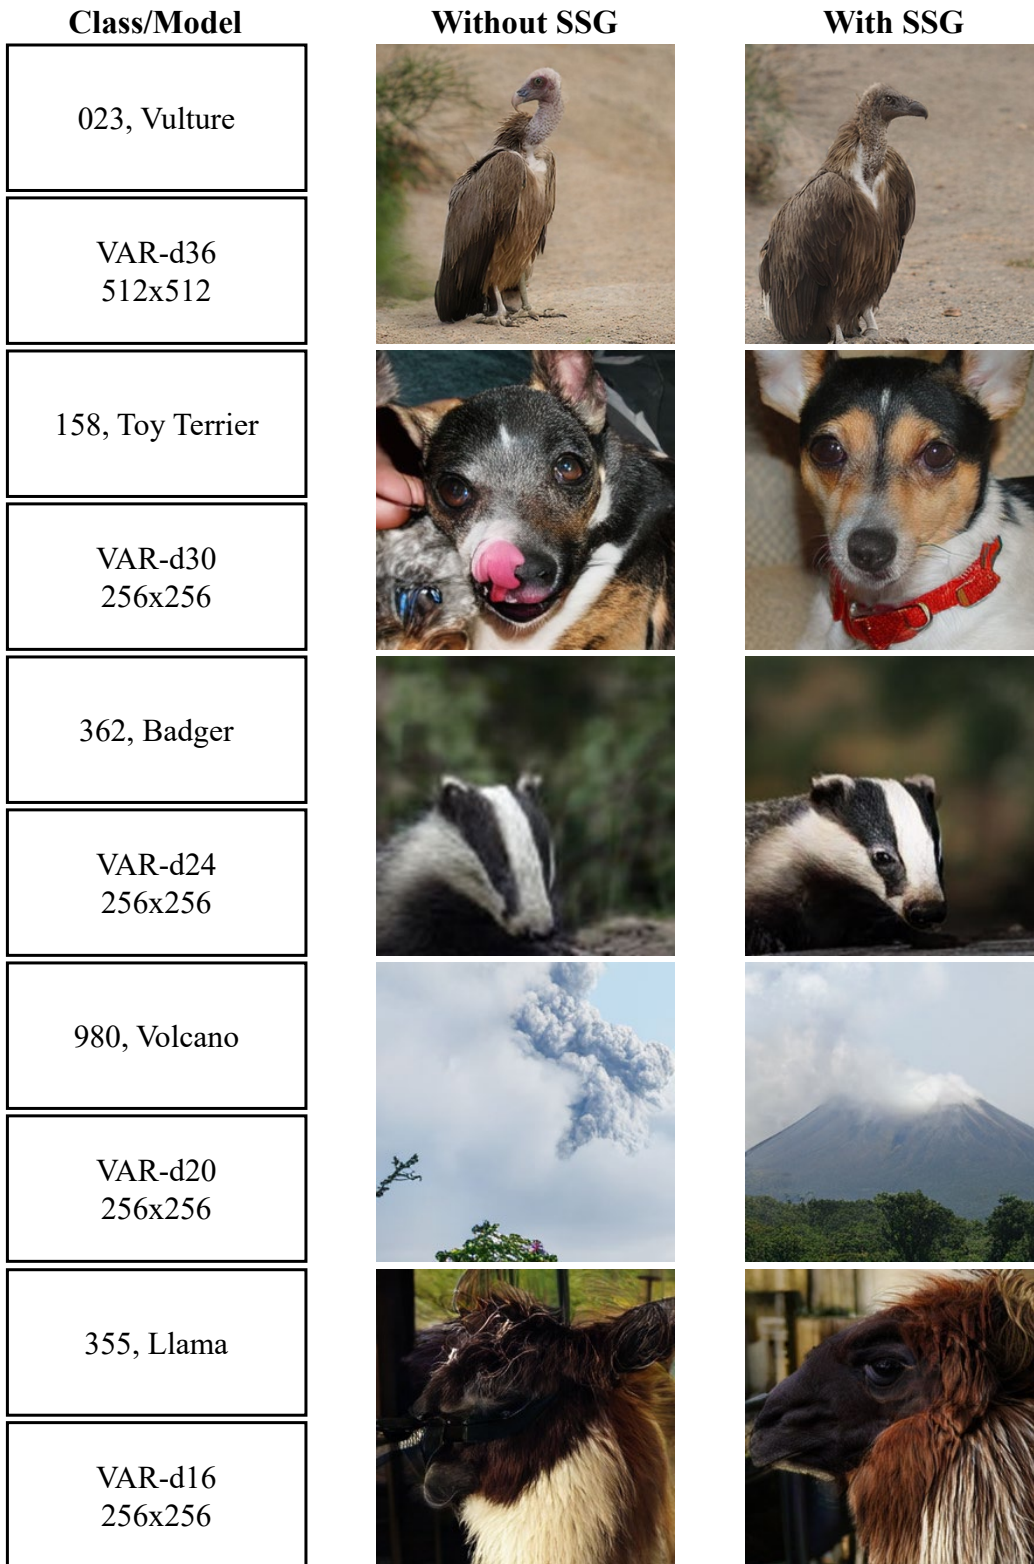 Class/Model
Without SSG
With SSG
023, Vulture
VAR-d36
512x512
158, Toy Terrier
VAR-d30
256x256
362, Badger
VAR-d24
256x256
980, Volcano
VAR-d20
256x256
355, Llama
VAR-d16
256x256